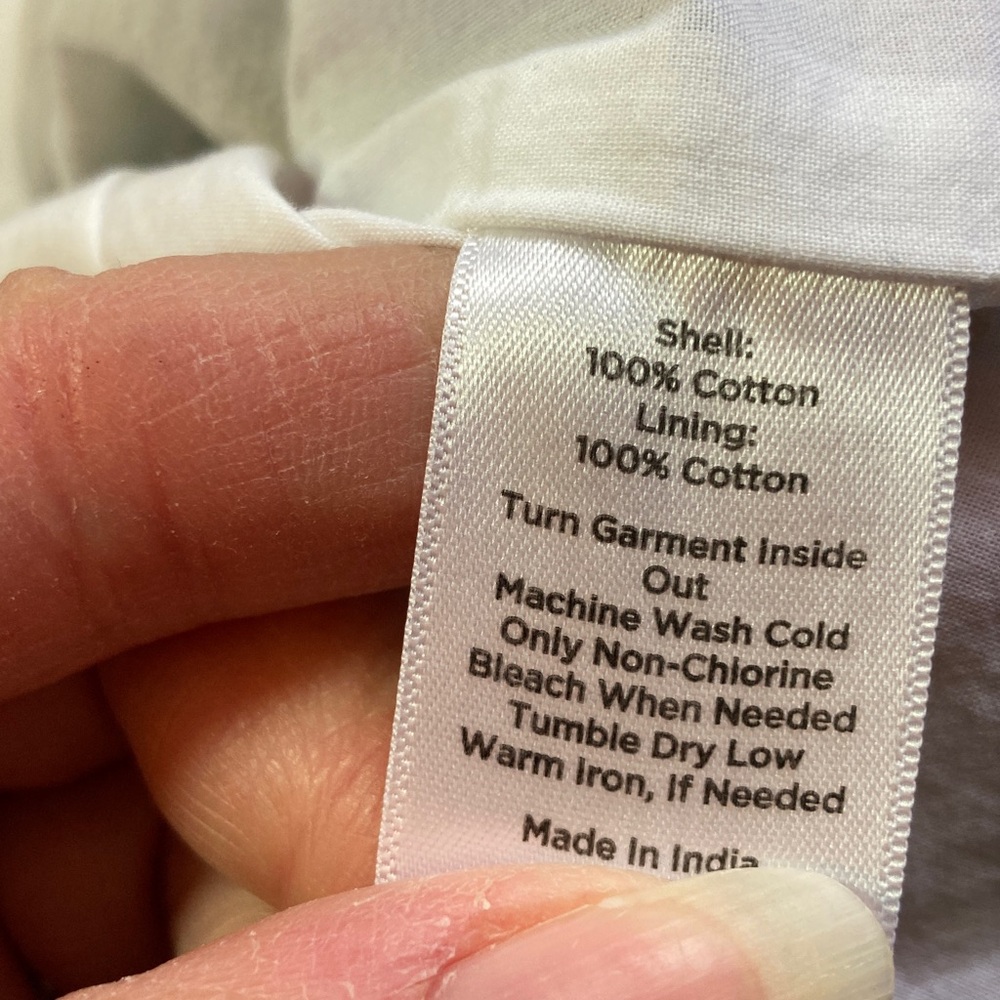 Shell:
100% Cotton
Lining:
100% Cotton
Turn Garment Inside
Out
Machine Wash Cold
Only Non-Chlorine
Bleach When Needed
Tumble Dry Low
Warm Iron, If Needed
Made In India